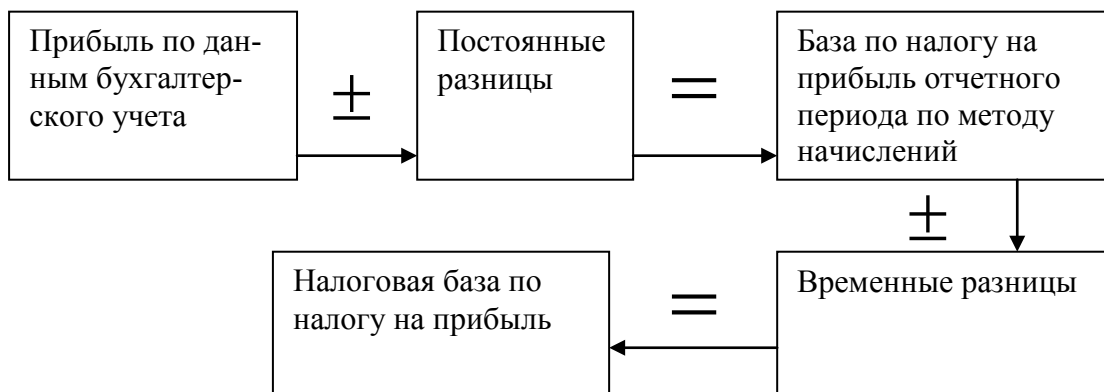 Прибыль по дан-
ным бухгалтер-
ского учета
±
Постоянные
разницы
=
База по налогу на
прибыль отчетного
периода по методу
начислений
±
Временные разницы
=
Налоговая база по
налогу на прибыль